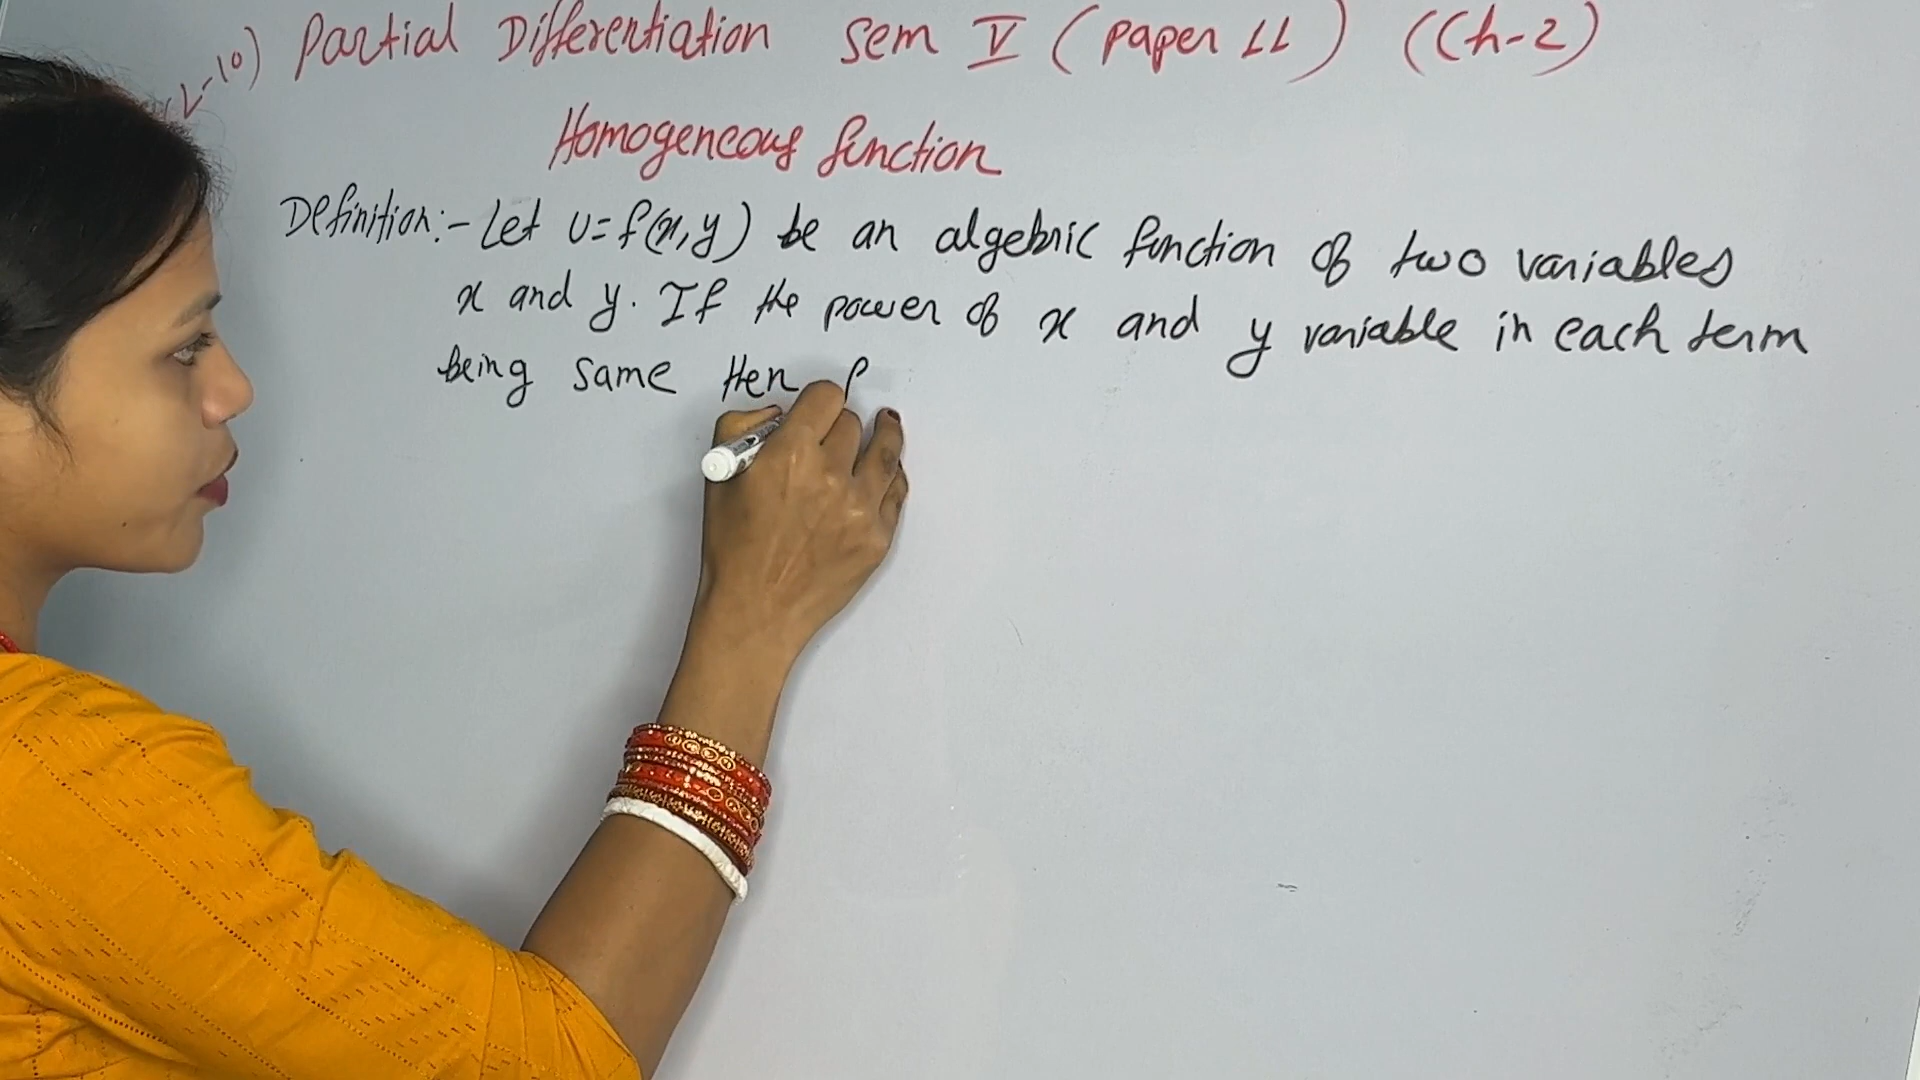 L-10) Partial Differentiation Sem V (Paper 11) (Ch-2)
Homogeneous function
Definition:- Let u=f(x,y) be an algebric function of two variables
x and y. If the power of x and y variable in each term
being same then f